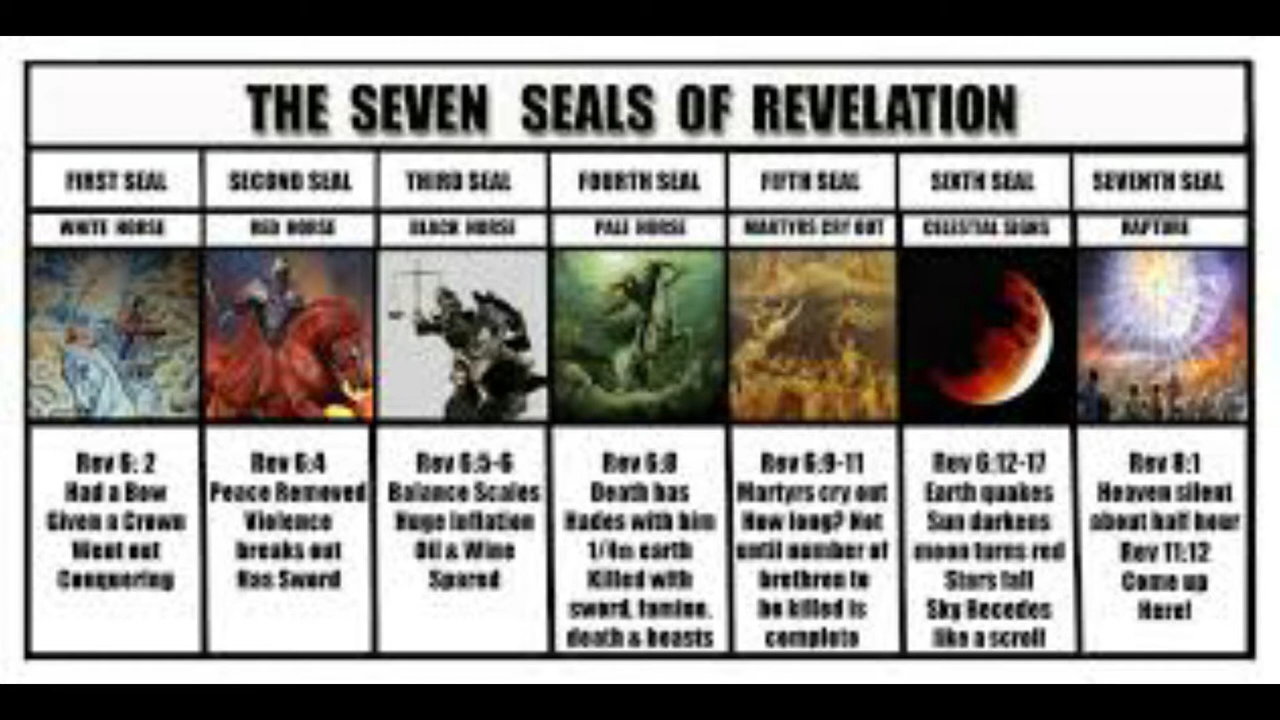 THE SEVEN SEALS OF REVELATION
FIRST SEAL
SECOND SEAL
THIRD SEAL
FOURTH SEAL
FIFTH SEAL
SIXTH SEAL
SEVENTH SEAL
WHITE HORSE
RED HORSE
BLACK HORSE
PALE HORSE
MARTYRS CRY OUT
CELESTIAL SIGNS
RAPTURE
Rev 6: 2
Had a Bow
Given a Crown
Went out
Conquering
Rev 6:4
Peace Removed
Violence
breaks out
Has Sword
Rev 6:5-6
Balance Scales
Huge Inflation
Oil & Wine
Spared
Rev 6:8
Death has
Hades with him
1/4th earth
Killed with
sword, famine,
death & beasts
Rev 6:9-11
Martyrs cry out
How long? Not
until number of
brethren to
be killed is
complete
Rev 6:12-17
Earth quakes
Sun darkens
moon turns red
Stars fall
Sky Recedes
like a scroll
Rev 8:1
Heaven silent
about half hour
Rev 11:12
Come up
Here!